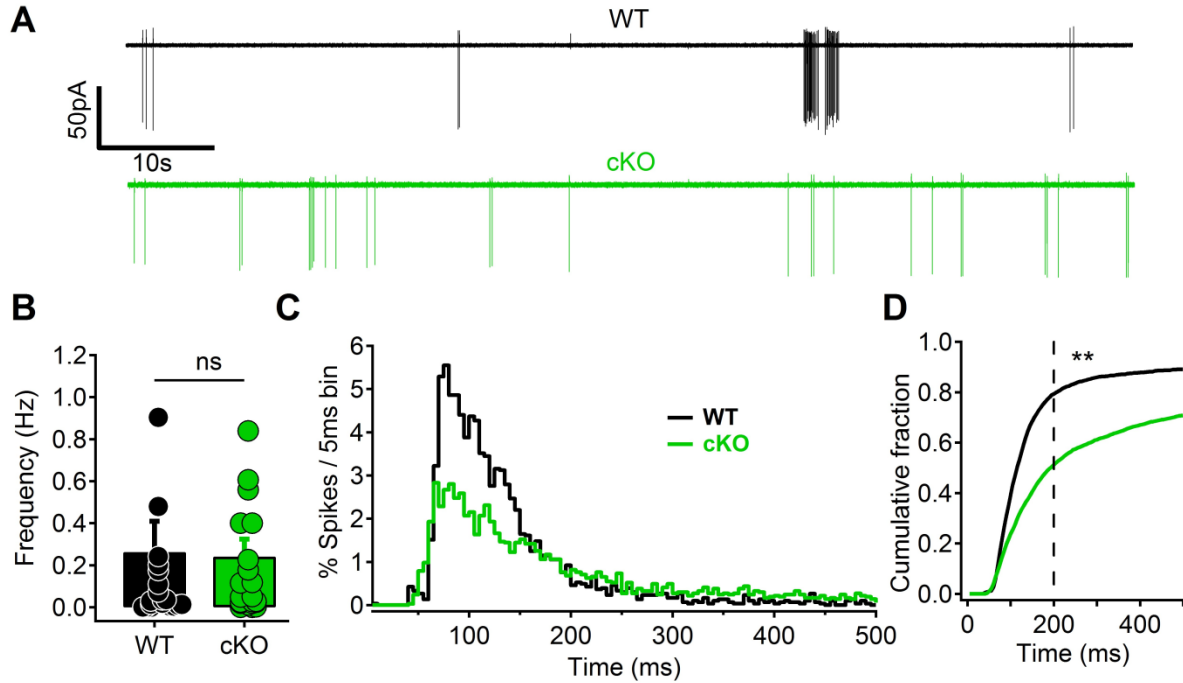 A
WT
50pA
10s
cKO
B
Frequency (Hz)
1.2
1.0
0.8
0.6
0.4
0.2
0.0
ns
WT
cKO
C
% Spikes / 5ms bin
6
5
4
3
2
1
0
WT
cKO
100
200
300
400
500
Time (ms)
D
Cumulative fraction
1.0
0.8
0.6
0.4
0.2
0.0
**
0
200
400
Time (ms)